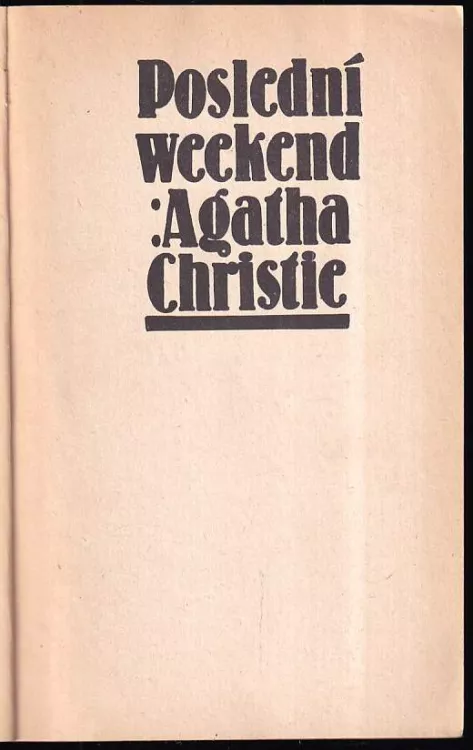 Poslední
weekend
:Agatha
Christie